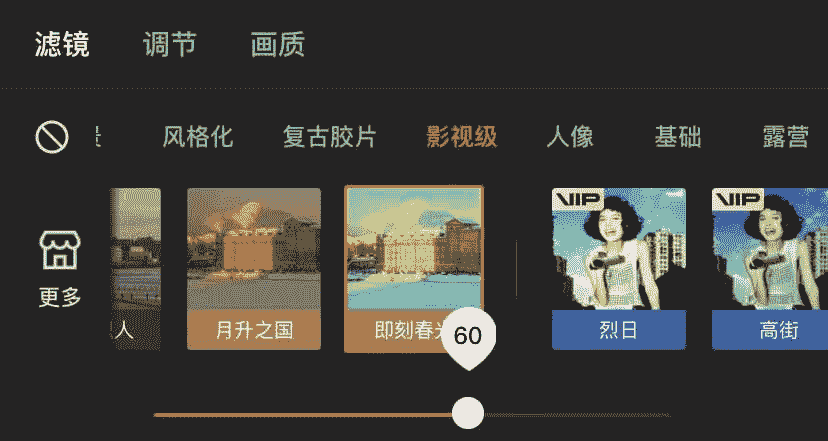 滤镜 调节 画质
风格化 复古胶片 影视级 人像 基础 露营
VIP VIP
更多
人 月升之国 即刻春 烈日 高街
60